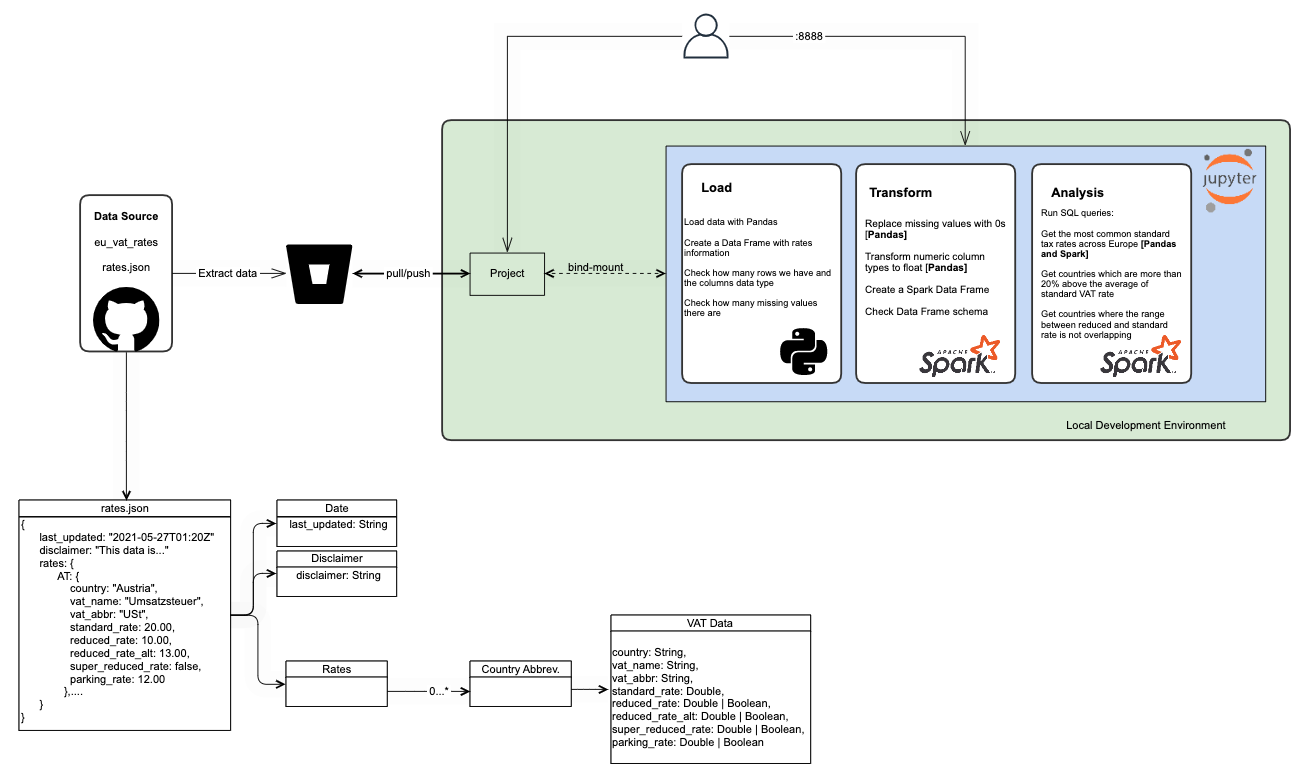 :8888
Data Source
eu_vat_rates
rates.json
Extract data
pull/push
Project
bind-mount
Load
Load data with Pandas
Create a Data Frame with rates
information
Check how many rows we have and
the columns data type
Check how many missing values
there are
Transform
Replace missing values with 0s
[Pandas]
Transform numeric column
types to float [Pandas]
Create a Spark Data Frame
Check Data Frame schema
APACHE
Spark
Analysis
Run SQL queries:
Get the most common standard
tax rates across Europe [Pandas
and Spark]
Get countries which are more than
20% above the average of
standard VAT rate
Get countries where the range
between reduced and standard
rate is not overlapping
APACHE
Spark
jupyter
Local Development Environment
rates.json
{
last_updated: "2021-05-27T01:20Z"
disclaimer: "This data is..."
rates: {
AT: {
country: "Austria",
vat_name: "Umsatzsteuer",
vat_abbr: "USt",
standard_rate: 20.00,
reduced_rate: 10.00,
reduced_rate_alt: 13.00,
super_reduced_rate: false,
parking_rate: 12.00
},....
}
}
Date
last_updated: String
Disclaimer
disclaimer: String
Rates
0...*
Country Abbrev.
VAT Data
country: String,
vat_name: String,
vat_abbr: String,
standard_rate: Double,
reduced_rate: Double | Boolean,
reduced_rate_alt: Double | Boolean,
super_reduced_rate: Double | Boolean,
parking_rate: Double | Boolean